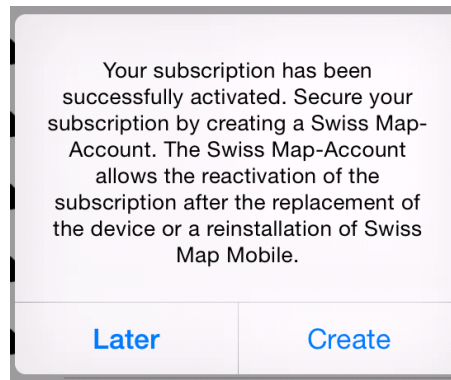 Your subscription has been
successfully activated. Secure your
subscription by creating a Swiss Map-
Account. The Swiss Map-Account
allows the reactivation of the
subscription after the replacement of
the device or a reinstallation of Swiss
Map Mobile.
Later Create